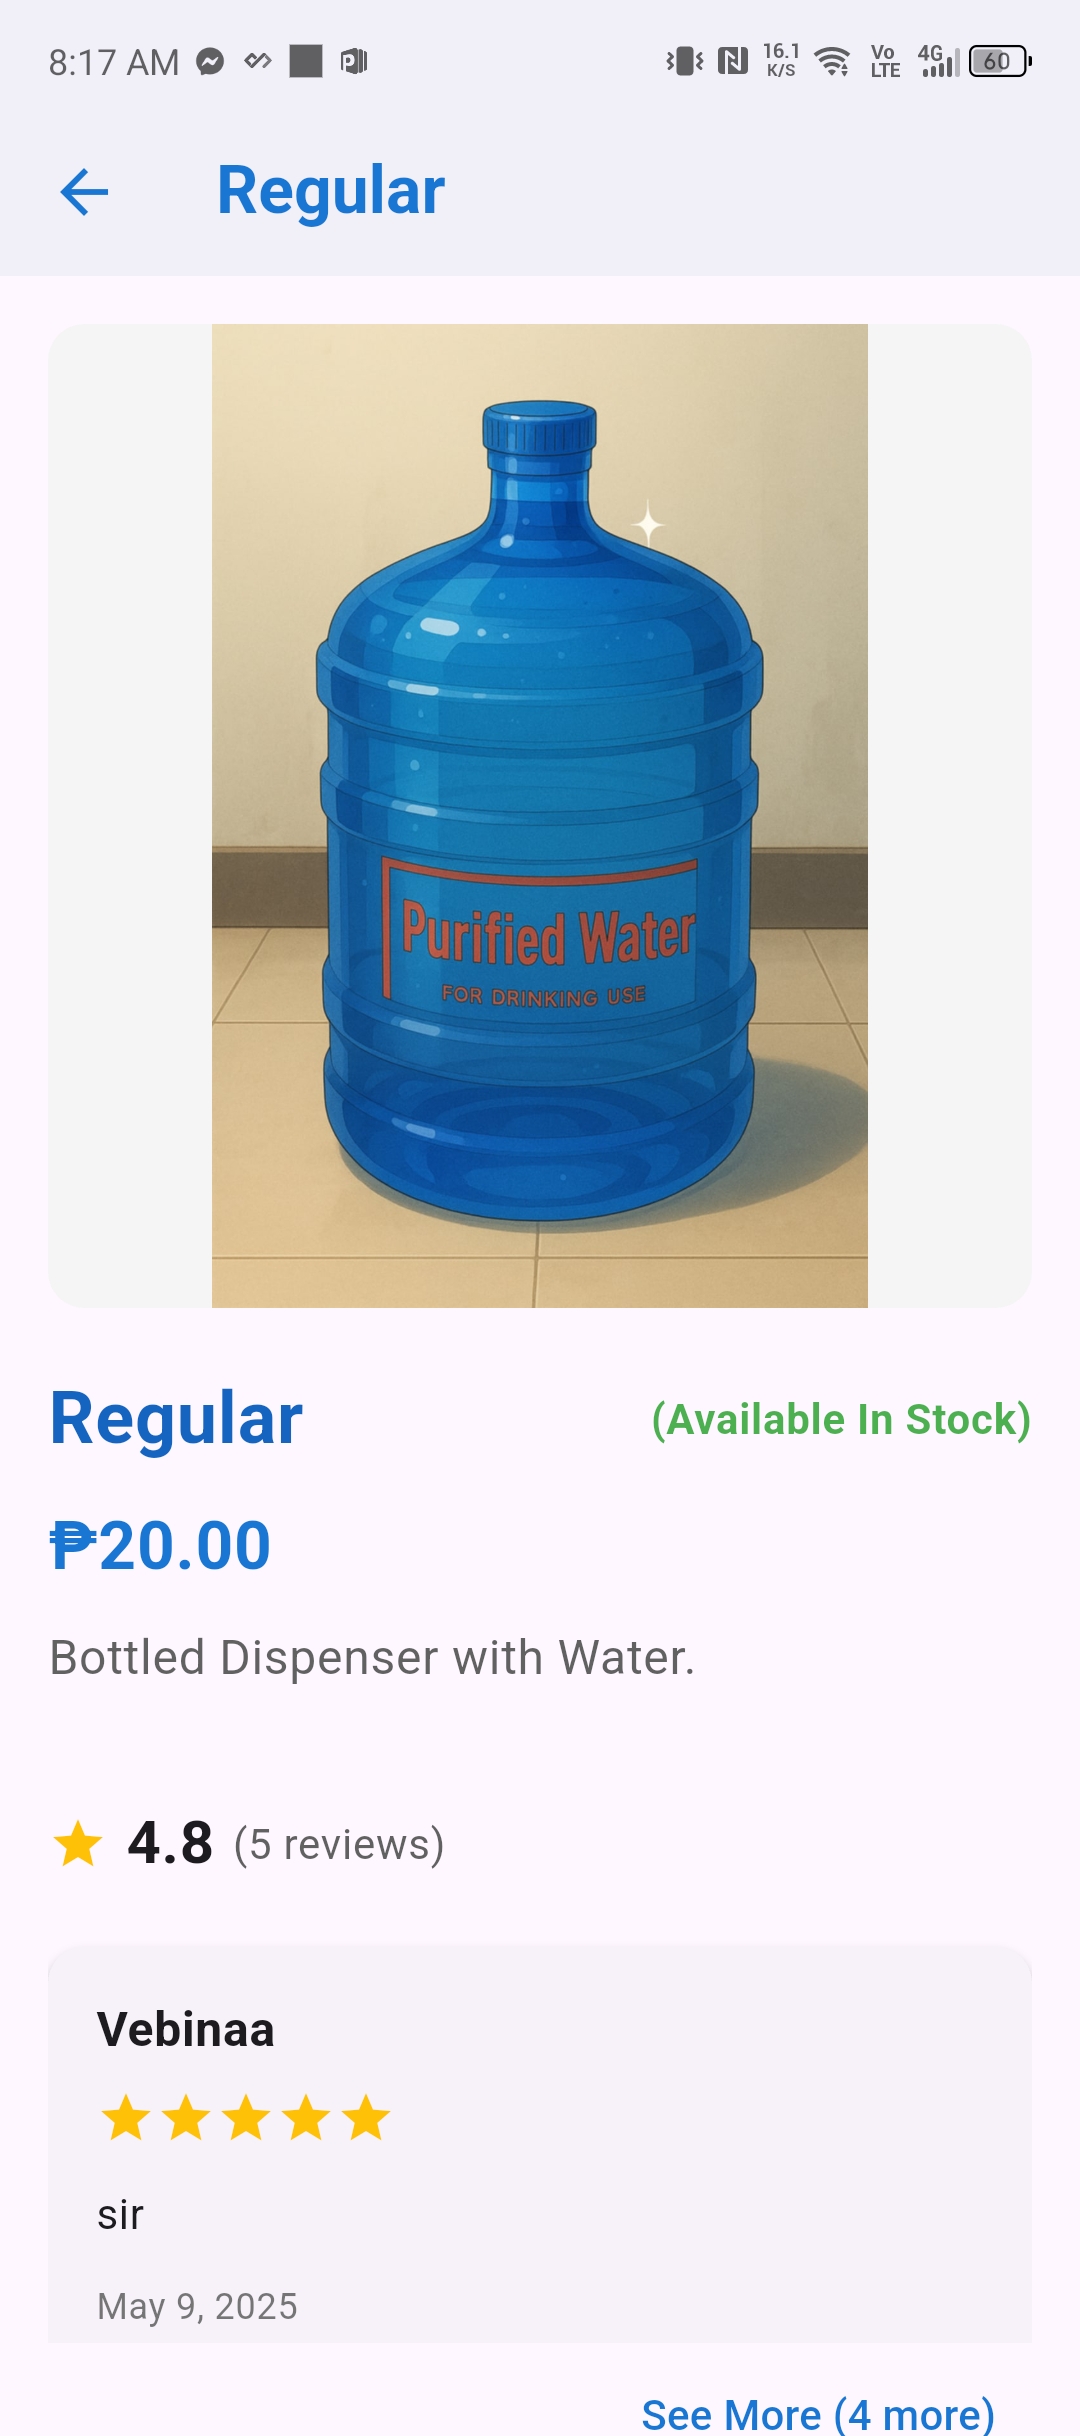 8:17 AM
16.1
K/S
Vo
LTE
4G
60
Regular
Purified Water
FOR DRINKING USE
Regular
(Available In Stock)
₱20.00
Bottled Dispenser with Water.
4.8 (5 reviews)
Vebinaa
sir
May 9, 2025
See More (4 more)